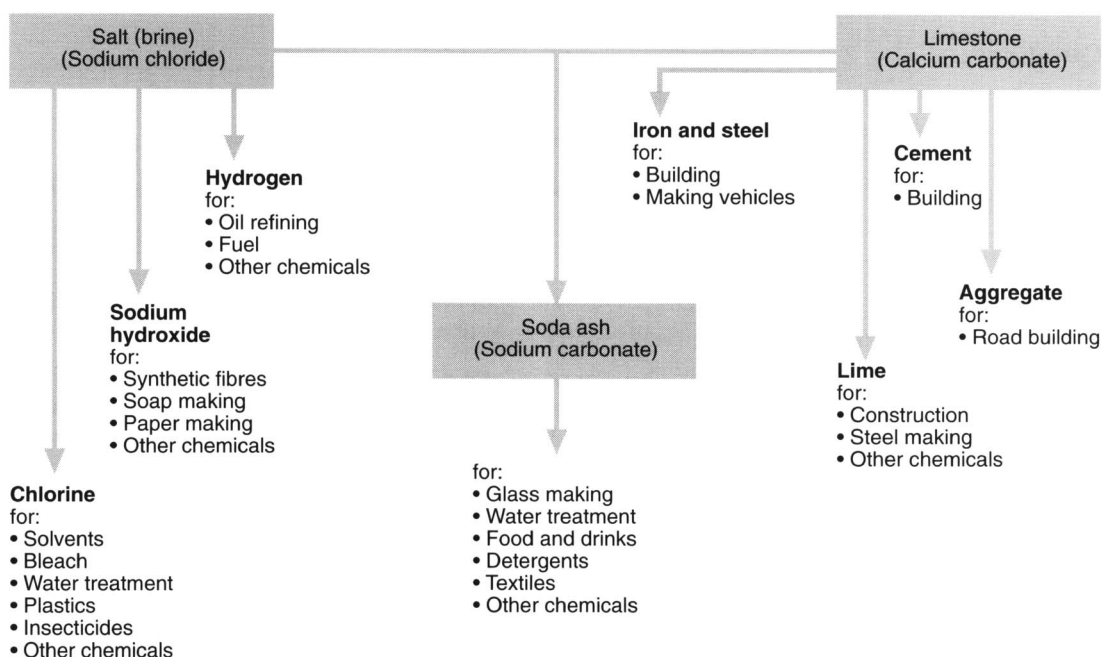 Salt (brine)
(Sodium chloride)
Limestone
(Calcium carbonate)
Iron and steel
for:
• Building
• Making vehicles
Cement
for:
• Building
Hydrogen
for:
• Oil refining
• Fuel
• Other chemicals
Aggregate
for:
• Road building
Sodium
hydroxide
for:
• Synthetic fibres
• Soap making
• Paper making
• Other chemicals
Soda ash
(Sodium carbonate)
Lime
for:
• Construction
• Steel making
• Other chemicals
Chlorine
for:
• Solvents
• Bleach
• Water treatment
• Plastics
• Insecticides
• Other chemicals
for:
• Glass making
• Water treatment
• Food and drinks
• Detergents
• Textiles
• Other chemicals